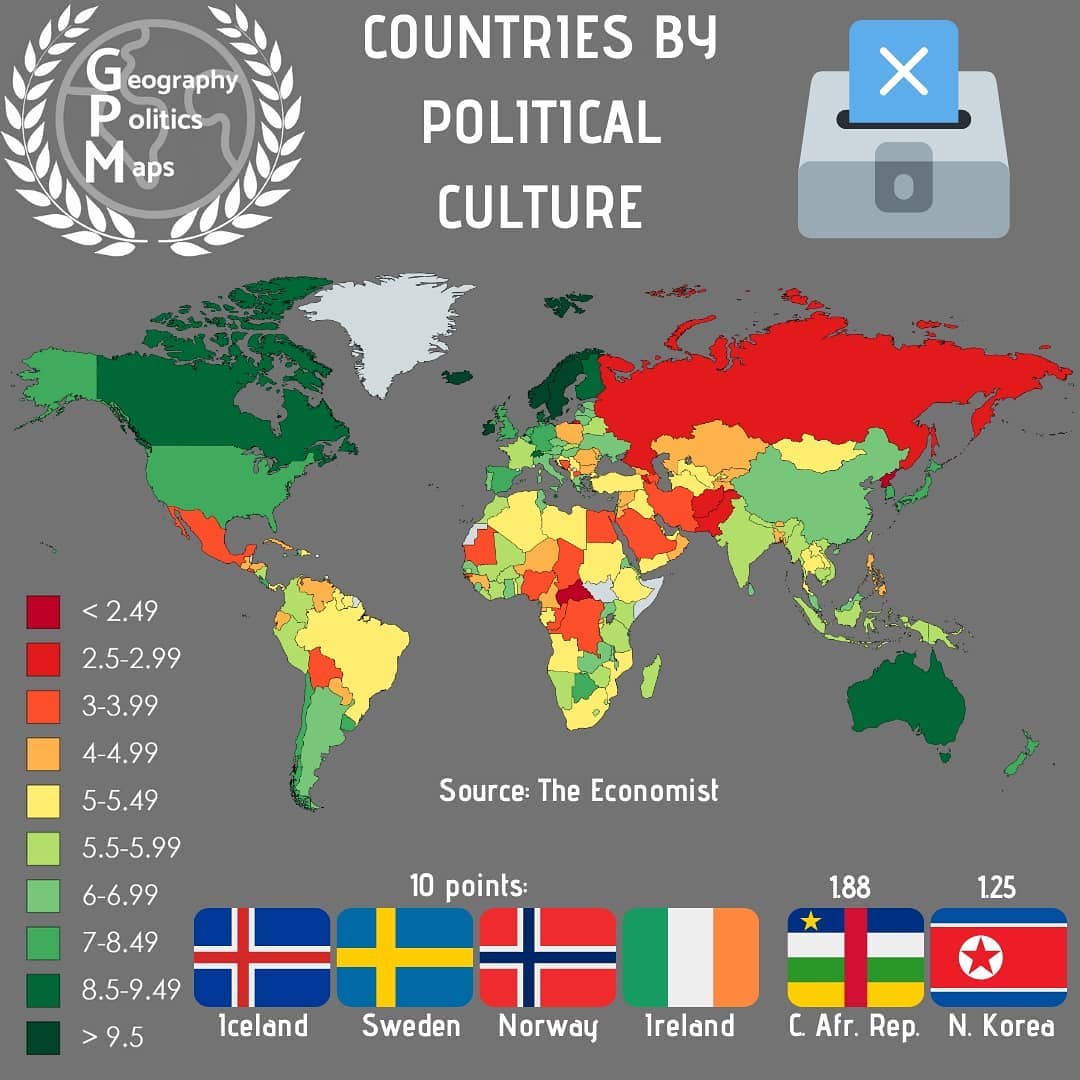 Geography
Politics
Maps
COUNTRIES BY
POLITICAL
CULTURE
< 2.49
2.5-2.99
3-3.99
4-4.99
5-5.49
5.5-5.99
6-6.99
7-8.49
8.5-9.49
> 9.5
Source: The Economist
10 points:
1.88
1.25
Iceland
Sweden
Norway
Ireland
C. Afr. Rep.
N. Korea